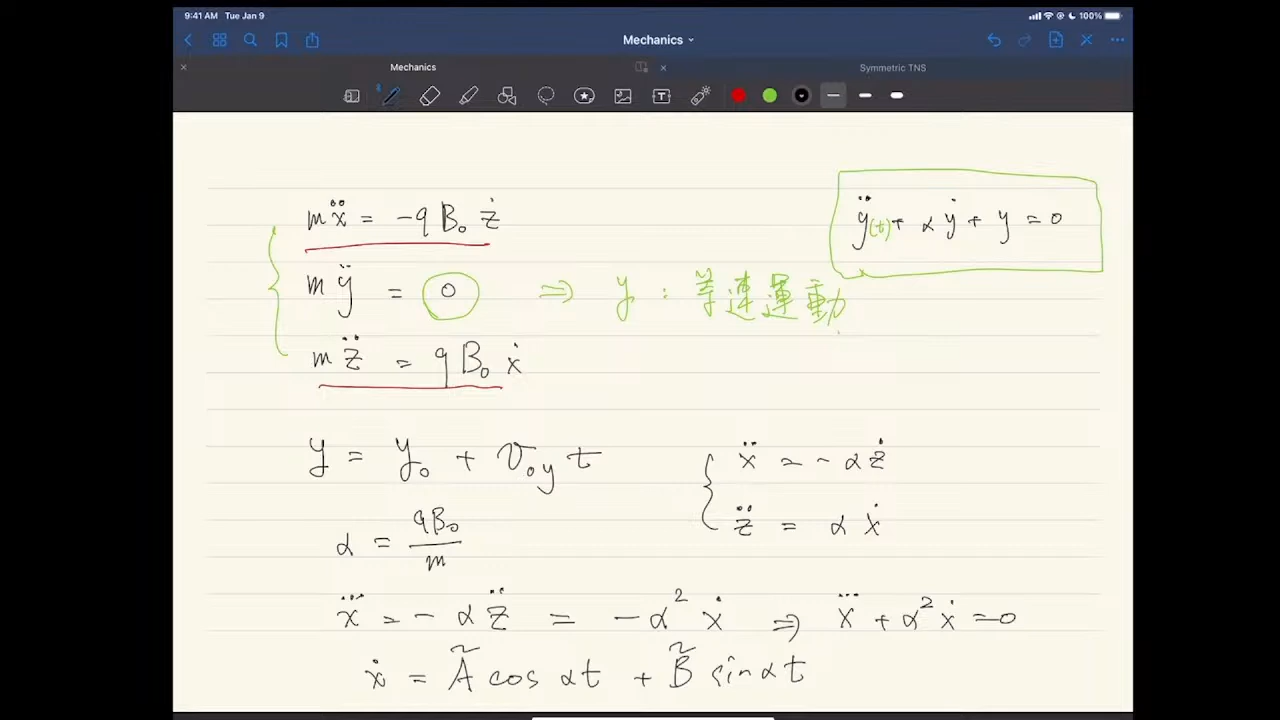 9:41 AM Tue Jan 9
100%
Mechanics
Mechanics
Symmetric TNS
mẍ = -qB₀ż
ÿ(t) + αẏ + y = 0
mÿ = 0 ⇒ y : 等速運動
mz̈ = qB₀ẋ
y = y₀ + v₀y t
ẍ = -αż
α = qB₀/m
z̈ = αẋ
x⃛ = -αz̈ = -α²ẋ ⇒ x⃛ + α²ẋ = 0
ẋ = Ã cos αt + B̃ sin αt